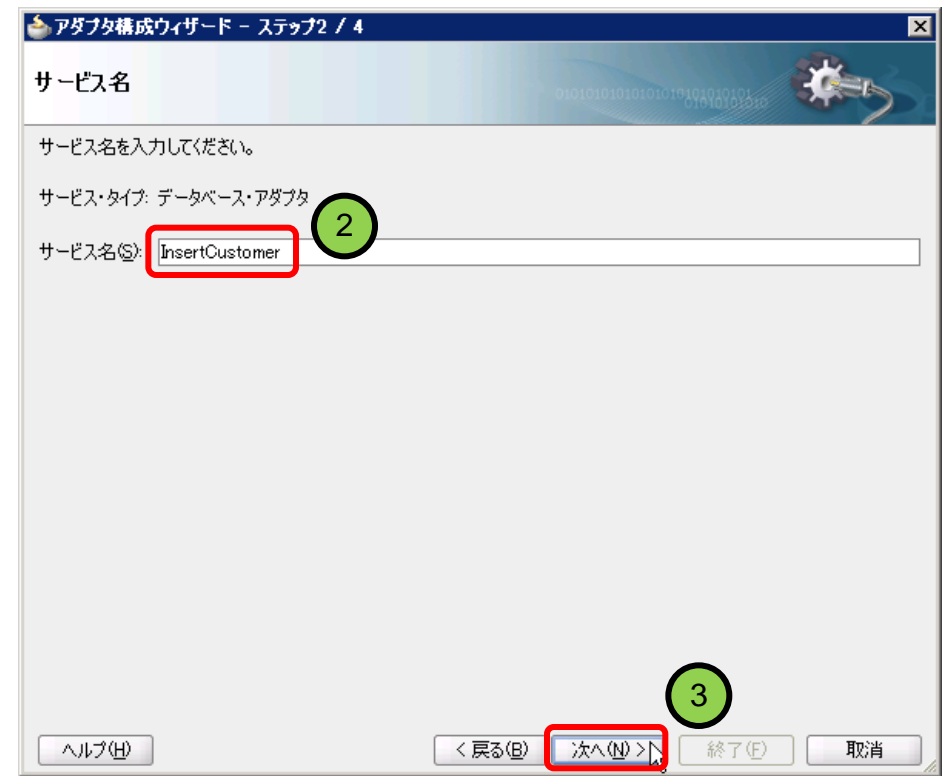 アダプタ構成ウィザード - ステップ2 / 4
サービス名
サービス名を入力してください。
サービス・タイプ: データベース・アダプタ
2
サービス名(S): InsertCustomer
3
ヘルプ(H) < 戻る(B) 次へ(N) > 終了(F) 取消